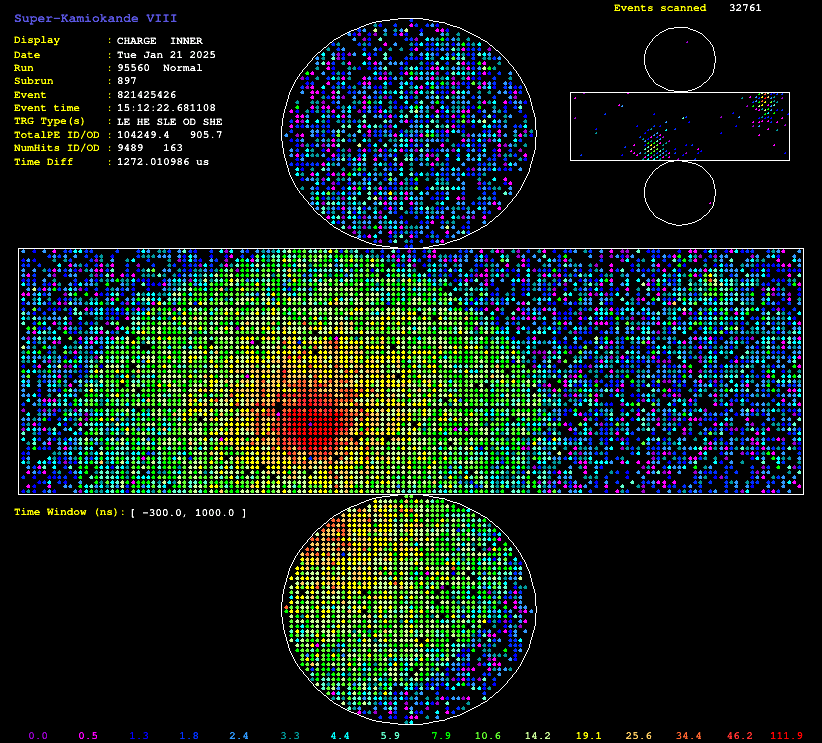 Super-Kamiokande VIII
Events scanned 32761
Display : CHARGE INNER
Date : Tue Jan 21 2025
Run : 95560 Normal
Subrun : 897
Event : 821425426
Event time : 15:12:22.681108
TRG Type(s) : LE HE SLE OD SHE
TotalPE ID/OD : 104249.4 905.7
NumHits ID/OD : 9489 163
Time Diff : 1272.010986 us
Time Window (ns): [ -300.0, 1000.0 ]
0.0 0.5 1.3 1.8 2.4 3.3 4.4 5.9 7.9 10.6 14.2 19.1 25.6 34.4 46.2 111.9